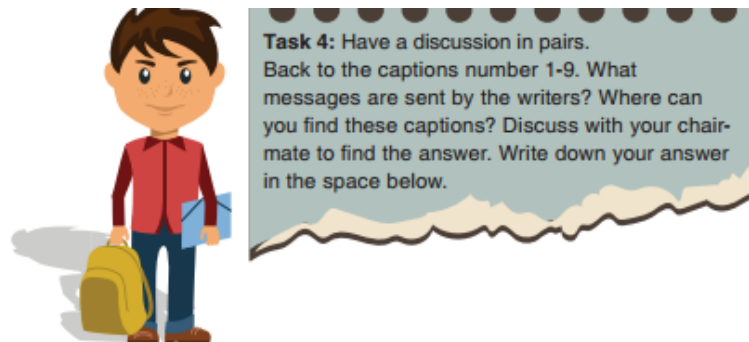 Task 4: Have a discussion in pairs.
Back to the captions number 1-9. What
messages are sent by the writers? Where can
you find these captions? Discuss with your chair-
mate to find the answer. Write down your answer
in the space below.